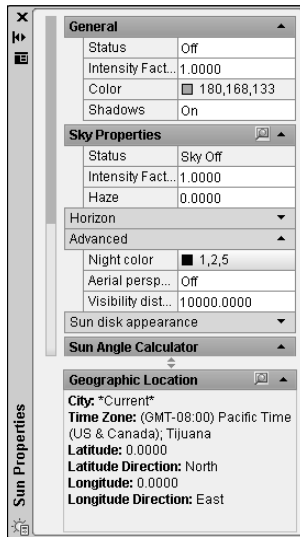 General
Status Off
Intensity Fact... 1.0000
Color 180,168,133
Shadows On
Sky Properties
Status Sky Off
Intensity Fact... 1.0000
Haze 0.0000
Horizon
Advanced
Night color 1,2,5
Aerial persp... Off
Visibility dist... 10000.0000
Sun disk appearance
Sun Angle Calculator
Geographic Location
City: *Current*
Time Zone: (GMT-08:00) Pacific Time
(US & Canada); Tijuana
Latitude: 0.0000
Latitude Direction: North
Longitude: 0.0000
Longitude Direction: East
Sun Properties